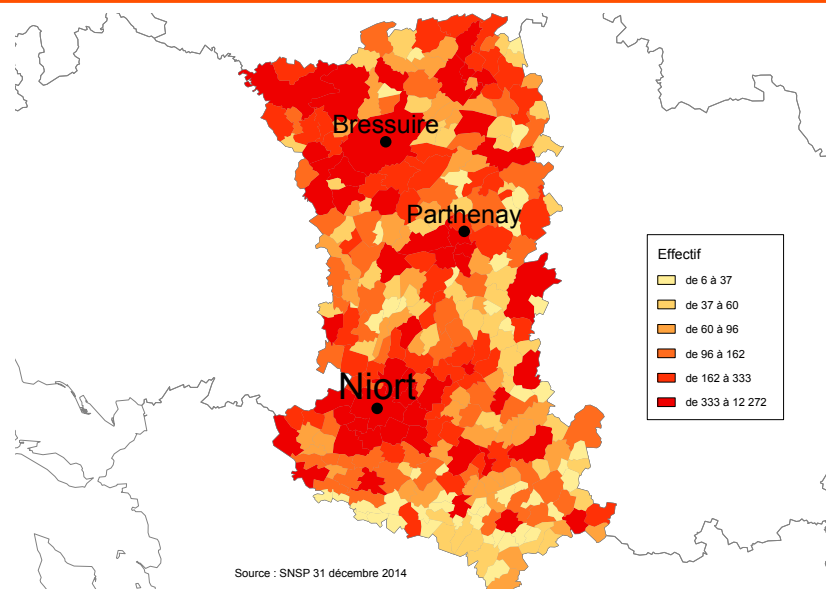 Bressuire
Parthenay
Effectif
de 6 à 37
de 37 à 60
de 60 à 96
de 96 à 162
de 162 à 333
de 333 à 12 272
Niort
Source : SNSP 31 décembre 2014